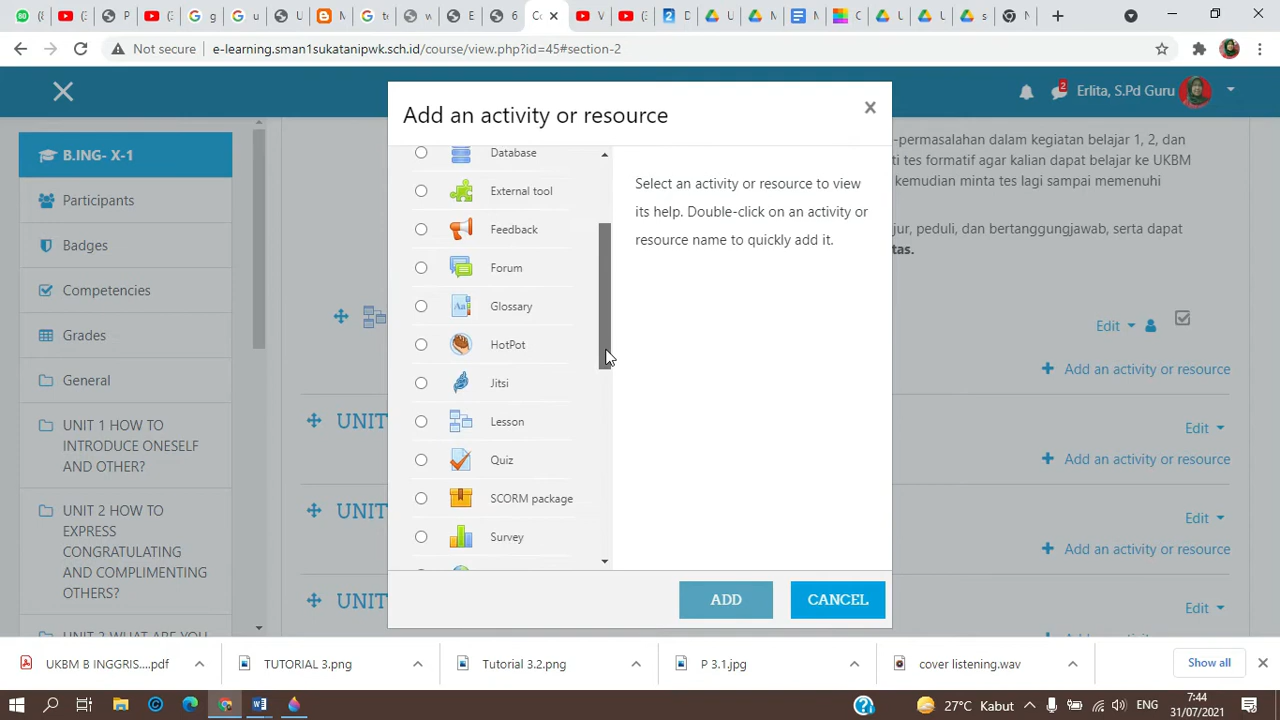 Not secure
e-learning.sman1sukatanipwk.sch.id/course/view.php?id=45#section-2
2
Erlita, S.Pd Guru
Add an activity or resource
×
B.ING- X-1
Participants
Badges
Competencies
Grades
General
UNIT 1 HOW TO
INTRODUCE ONESELF
AND OTHER?
UNIT 2 HOW TO
EXPRESS
CONGRATULATING
AND COMPLIMENTING
OTHERS?
UNIT 3 WHAT ARE YOU
Database
External tool
Feedback
Forum
Glossary
HotPot
Jitsi
Lesson
Quiz
SCORM package
Survey
Select an activity or resource to view
its help. Double-click on an activity or
resource name to quickly add it.
ADD
CANCEL
-permasalahan dalam kegiatan belajar 1, 2, dan
ti tes formatif agar kalian dapat belajar ke UKBM
kemudian minta tes lagi sampai memenuhi
jur, peduli, dan bertanggungjawab, serta dapat
tas.
Edit
Add an activity or resource
UNIT
Edit
Add an activity or resource
UNIT
Edit
Add an activity or resource
UNIT
Edit
UKBM B INGGRIS....pdf
TUTORIAL 3.png
Tutorial 3.2.png
P 3.1.jpg
cover listening.wav
Show all
27°C Kabut
ENG
7:44
31/07/2021